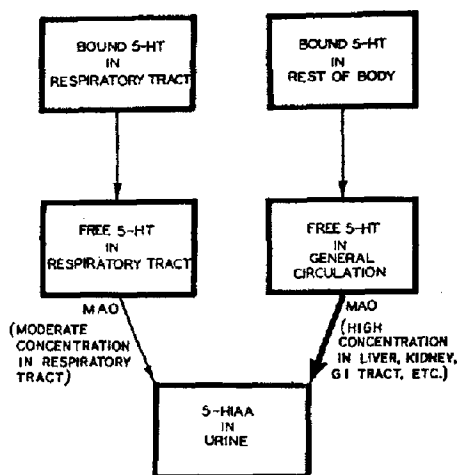 BOUND 5-HT
IN
RESPIRATORY TRACT
BOUND 5-HT
IN
REST OF BODY
FREE 5-HT
IN
RESPIRATORY TRACT
FREE 5-HT
IN
GENERAL
CIRCULATION
MAO
(MODERATE
CONCENTRATION
IN RESPIRATORY
TRACT)
MAO
(HIGH
CONCENTRATION
IN LIVER, KIDNEY,
G I TRACT, ETC.)
5-HIAA
IN
URINE